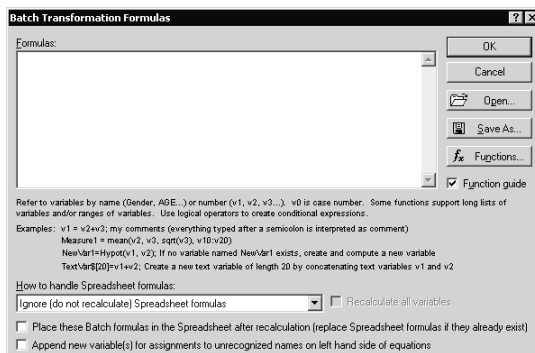 Batch Transformation Formulas
Formulas:
OK
Cancel
Open...
Save As...
fx Functions...
Function guide
Refer to variables by name (Gender, AGE...) or number (v1, v2, v3...). v0 is case number. Some functions support long lists of
variables and/or ranges of variables. Use logical operators to create conditional expressions.
Examples: v1 = v2+v3; my comments (everything typed after a semicolon is interpreted as comment)
Measure1 = mean(v2, v3, sqrt(v3), v10:v20)
NewVar1=Hypot(v1, v2); If no variable named NewVar1 exists, create and compute a new variable
TextVar$[20]=v1+v2; Create a new text variable of length 20 by concatenating text variables v1 and v2
How to handle Spreadsheet formulas:
Ignore (do not recalculate) Spreadsheet formulas
Recalculate all variables
Place these Batch formulas in the Spreadsheet after recalculation (replace Spreadsheet formulas if they already exist)
Append new variable(s) for assignments to unrecognized names on left hand side of equations